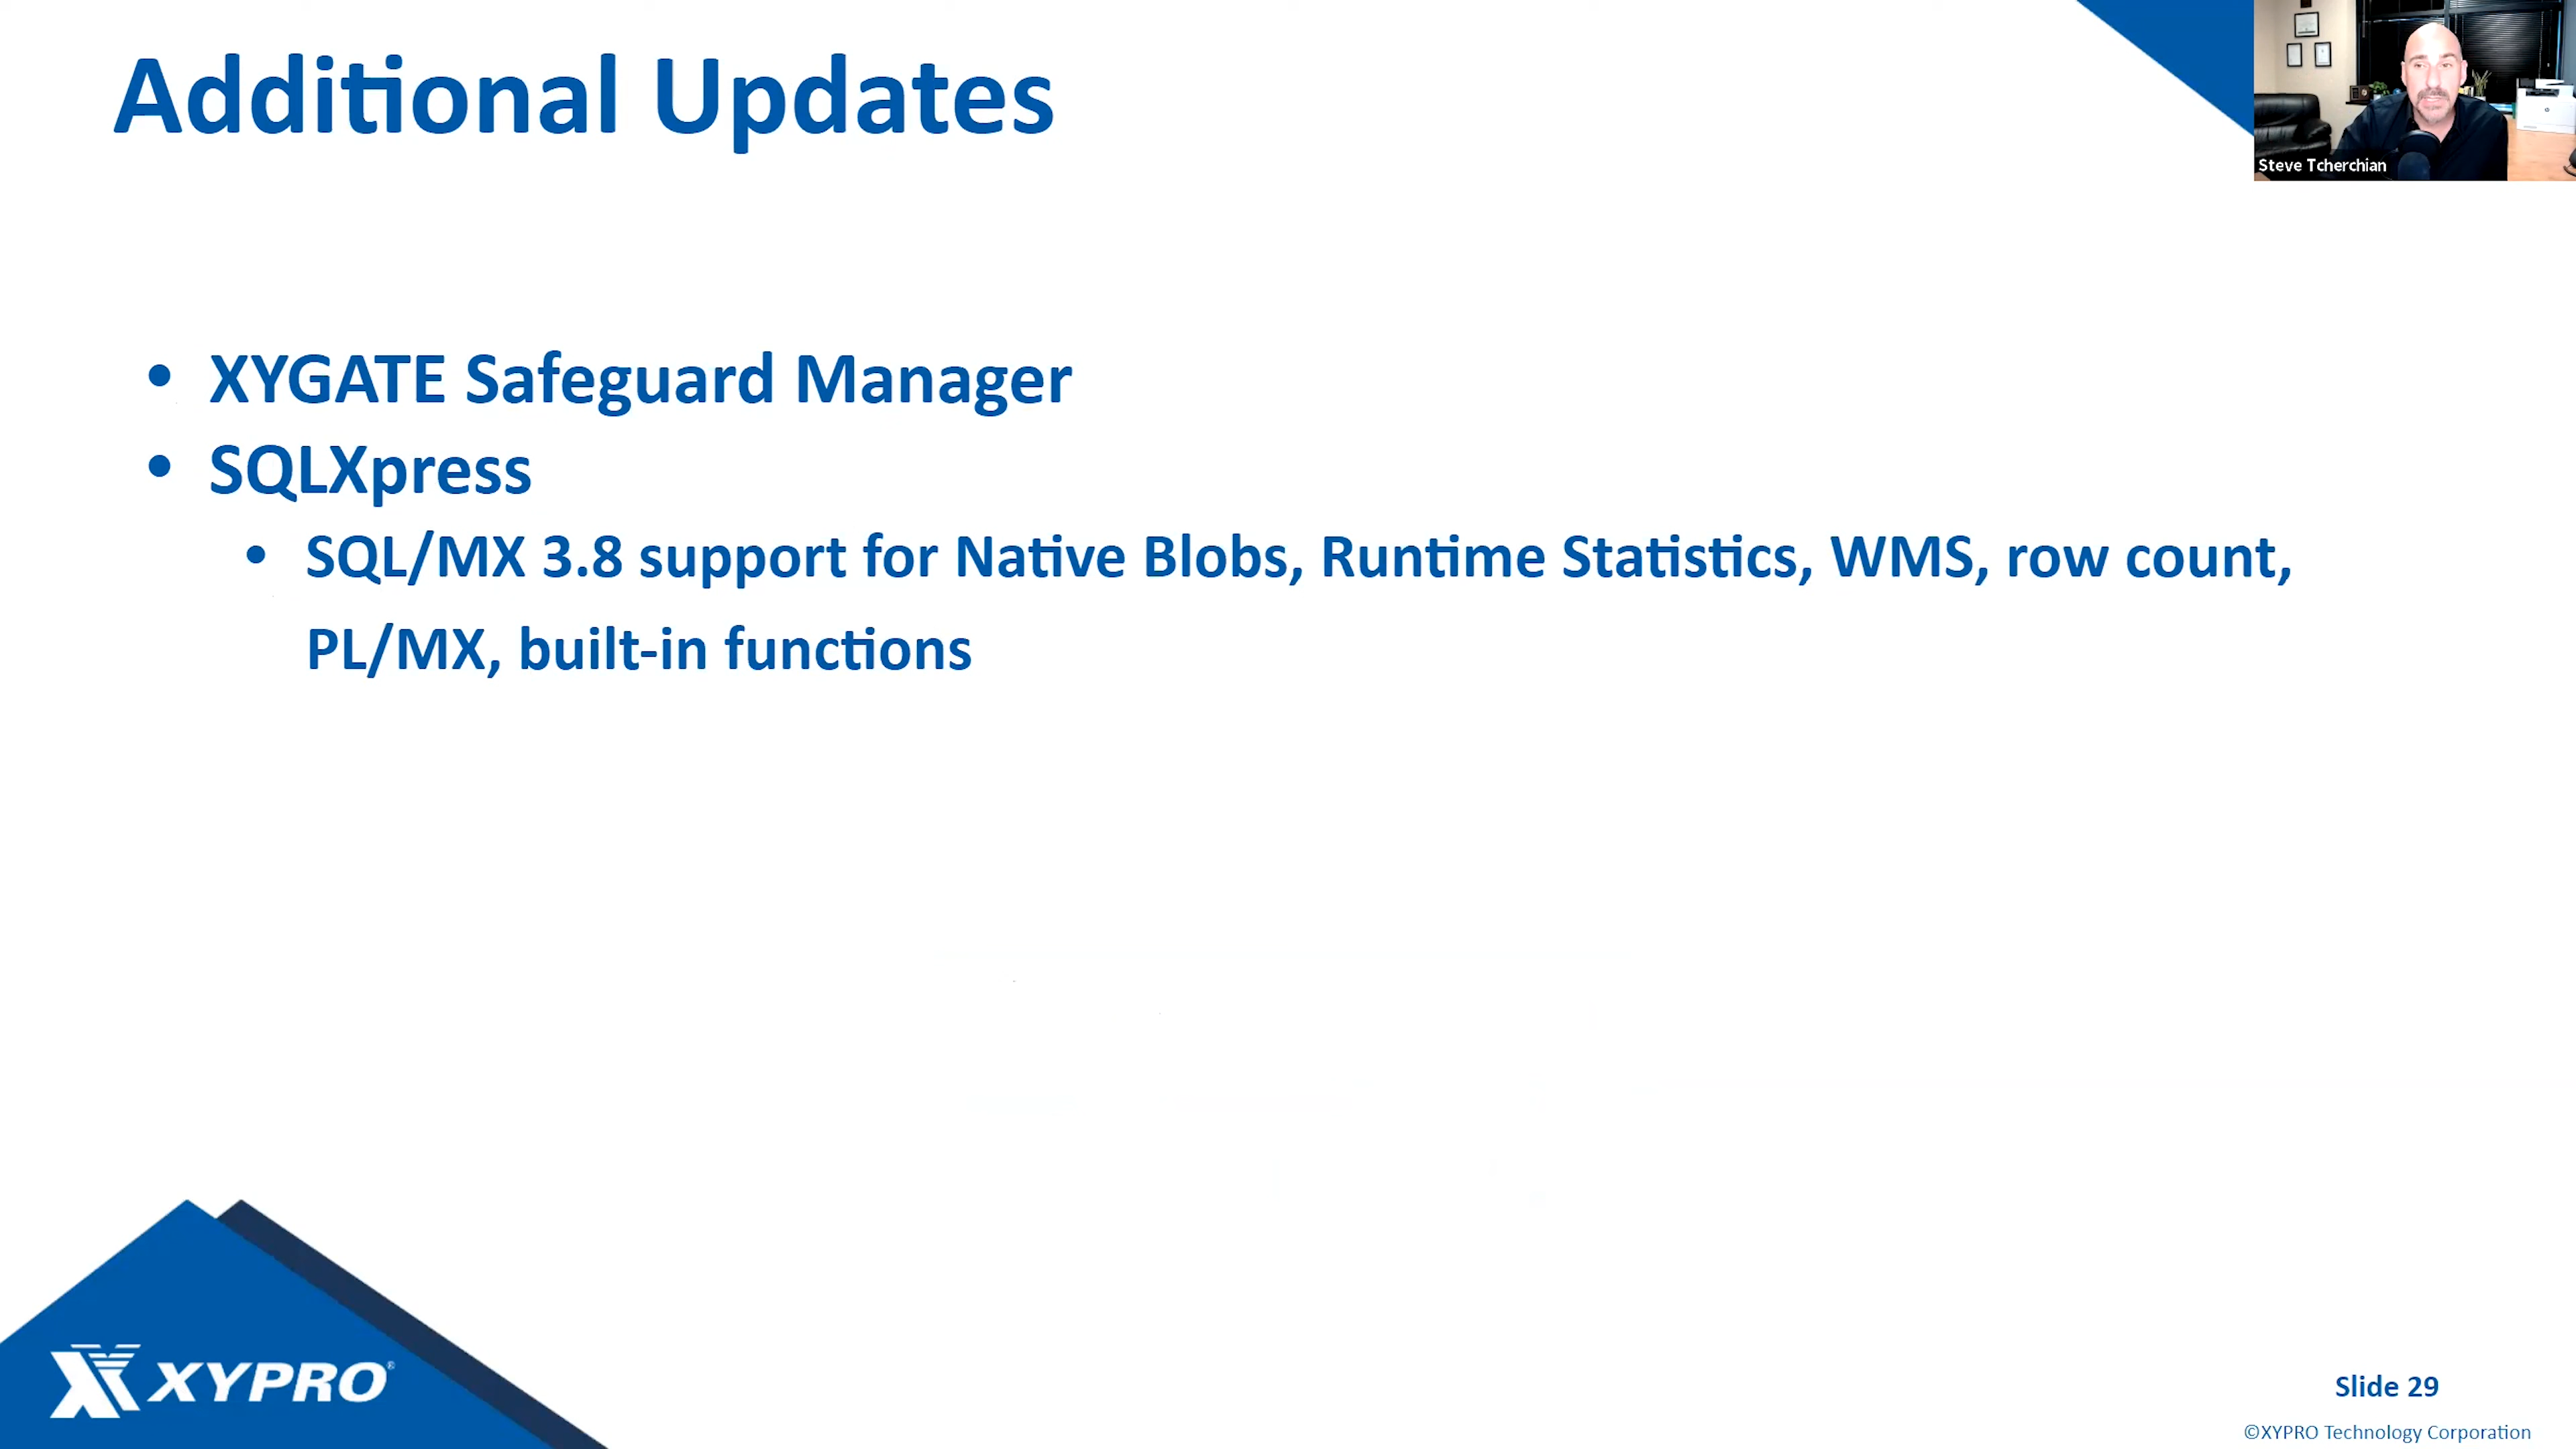 Additional Updates
Steve Tcherchian
• XYGATE Safeguard Manager
• SQLXpress
• SQL/MX 3.8 support for Native Blobs, Runtime Statistics, WMS, row count,
PL/MX, built-in functions
XYPRO®
Slide 29
©XYPRO Technology Corporation